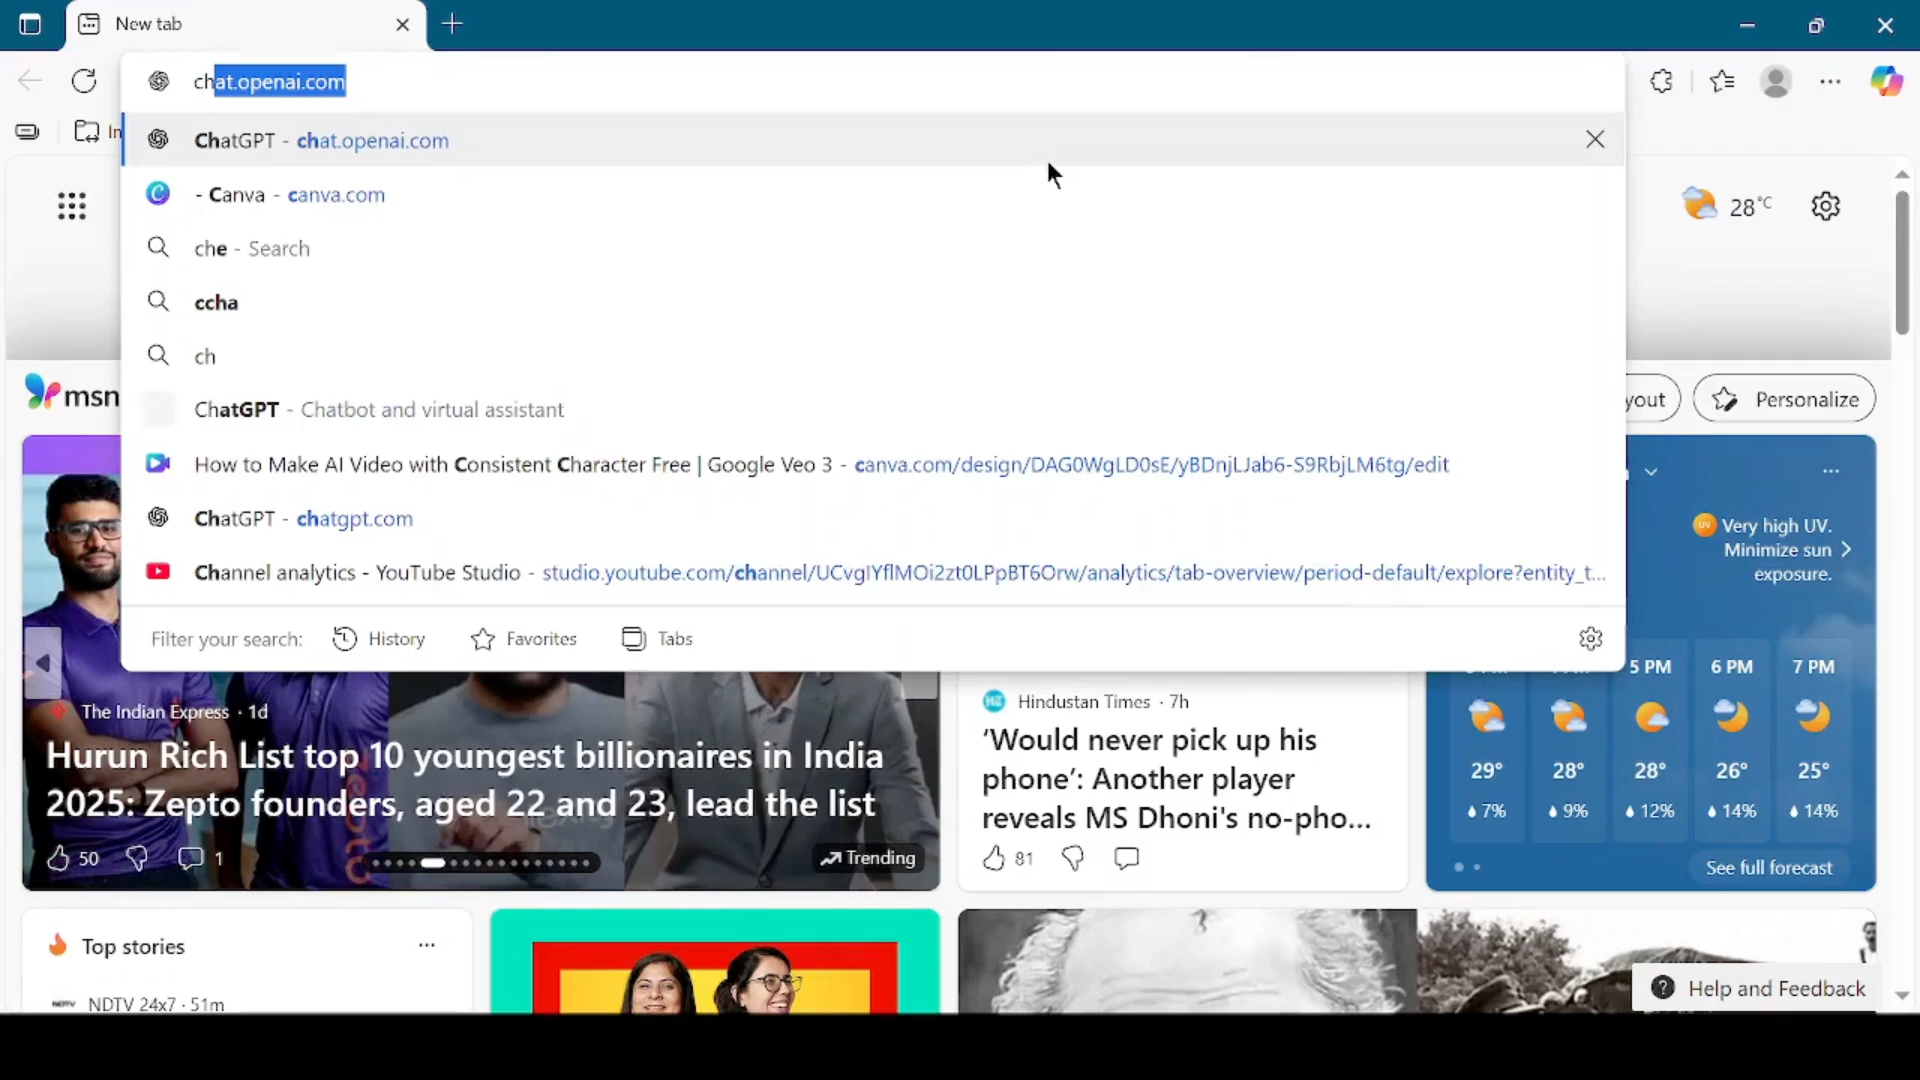 New tab
chat.openai.com
ChatGPT - chat.openai.com
- Canva - canva.com
che - Search
ccha
ch
ChatGPT - Chatbot and virtual assistant
How to Make AI Video with Consistent Character Free | Google Veo 3 - canva.com/design/DAG0WgLD0sE/yBDnjLJab6-S9RbjLM6tg/edit
ChatGPT - chatgpt.com
Channel analytics - YouTube Studio - studio.youtube.com/channel/UCvgIYflMOi2zt0LPpBT6Orw/analytics/tab-overview/period-default/explore?entity_t...
Filter your search: History Favorites Tabs
28°C
msn
yout
Personalize
Very high UV.
Minimize sun
exposure.
5 PM 6 PM 7 PM
29° 28° 28° 26° 25°
7% 9% 12% 14% 14%
See full forecast
The Indian Express · 1d
Hurun Rich List top 10 youngest billionaires in India
2025: Zepto founders, aged 22 and 23, lead the list
50 1
Trending
Hindustan Times · 7h
‘Would never pick up his
phone’: Another player
reveals MS Dhoni's no-pho...
81
Top stories
NDTV 24x7 · 51m
Help and Feedback